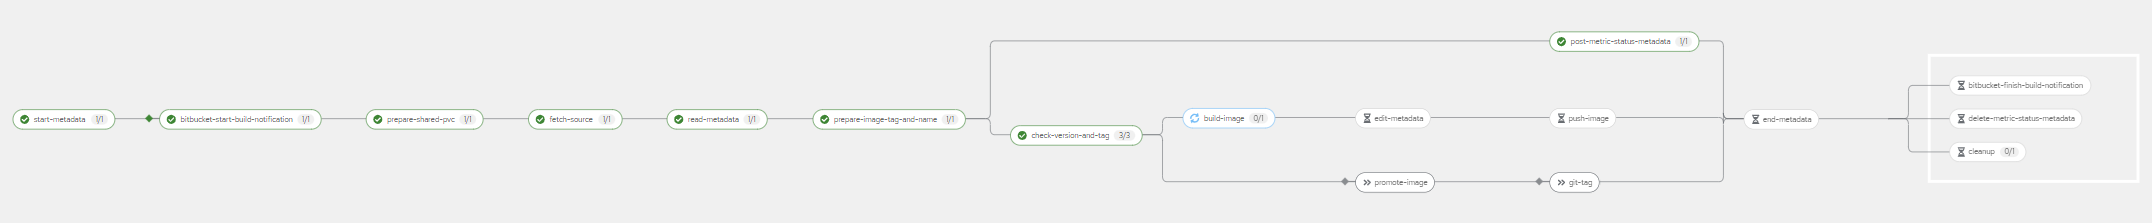 start-metadata 1/1
bitbucket-start-build-notification 1/1
prepare-shared-pvc 1/1
fetch-source 1/1
read-metadata 1/1
prepare-image-tag-and-name 1/1
post-metric-status-metadata 1/1
check-version-and-tag 3/3
build-image 0/1
edit-metadata
push-image
promote-image
git-tag
end-metadata
bitbucket-finish-build-notification
delete-metric-status-metadata
cleanup 0/1